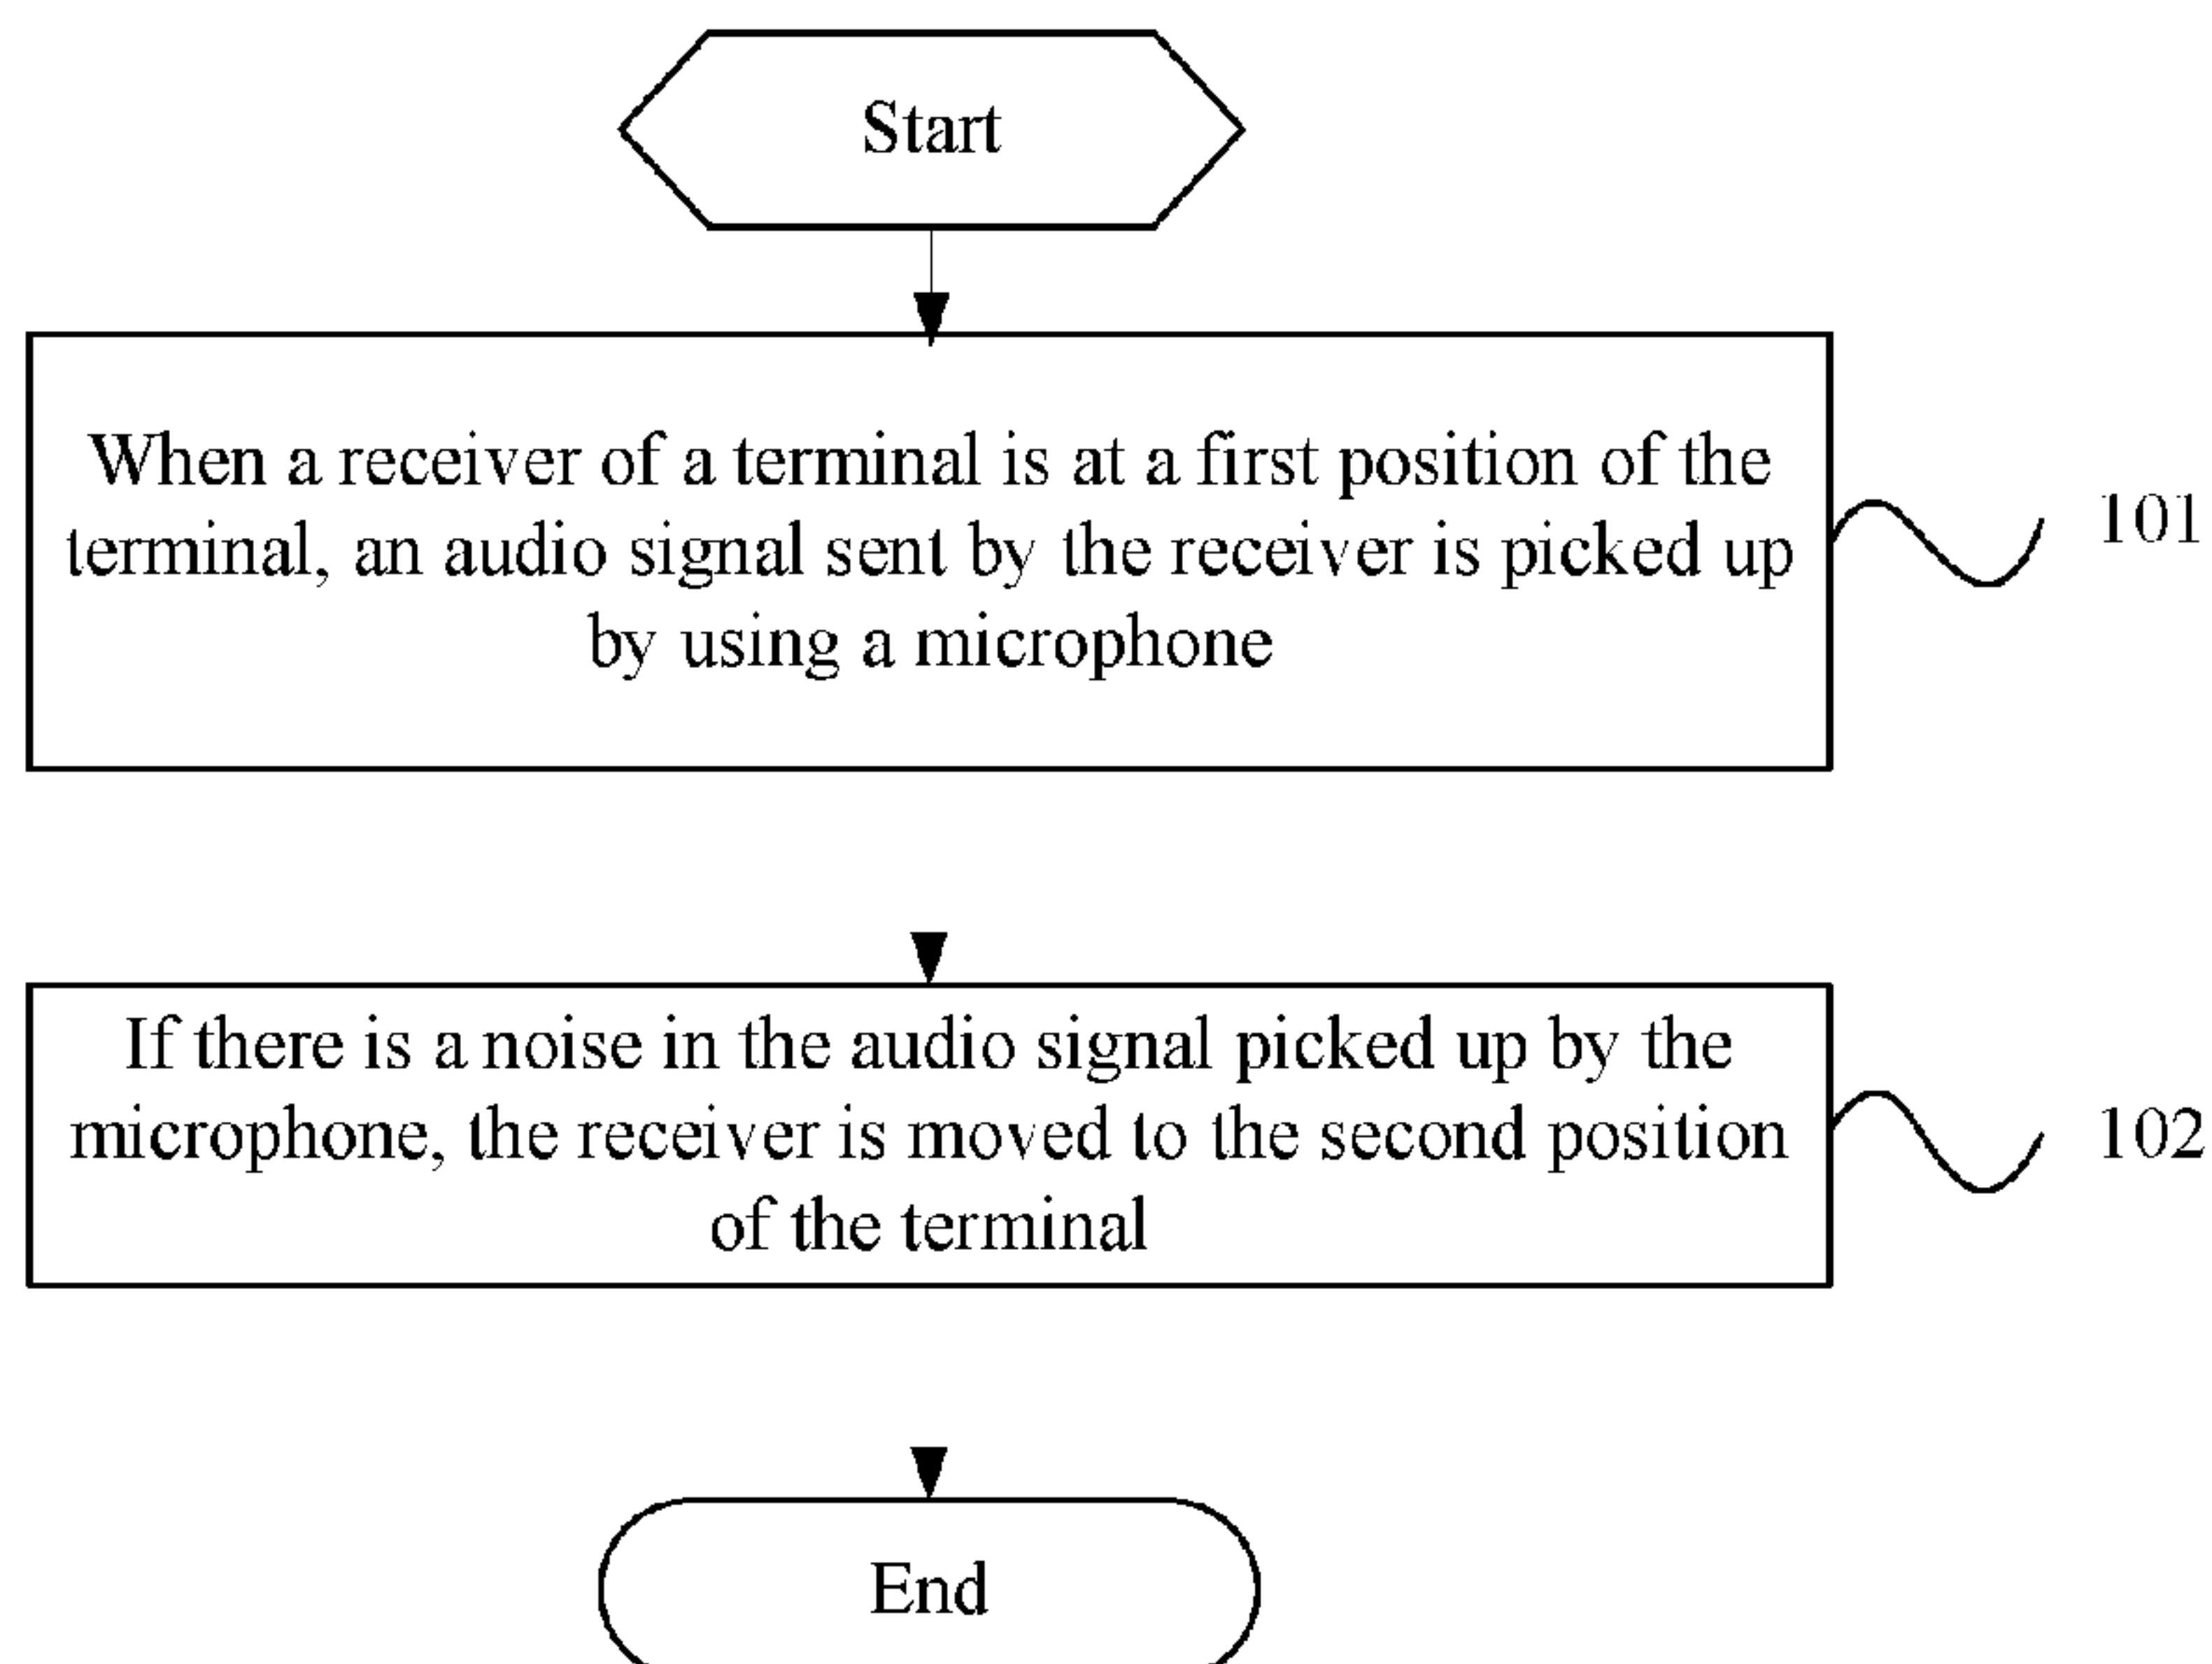 Start
When a receiver of a terminal is at a first position of the
terminal, an audio signal sent by the receiver is picked up
by using a microphone
101
If there is a noise in the audio signal picked up by the
microphone, the receiver is moved to the second position
of the terminal
102
End